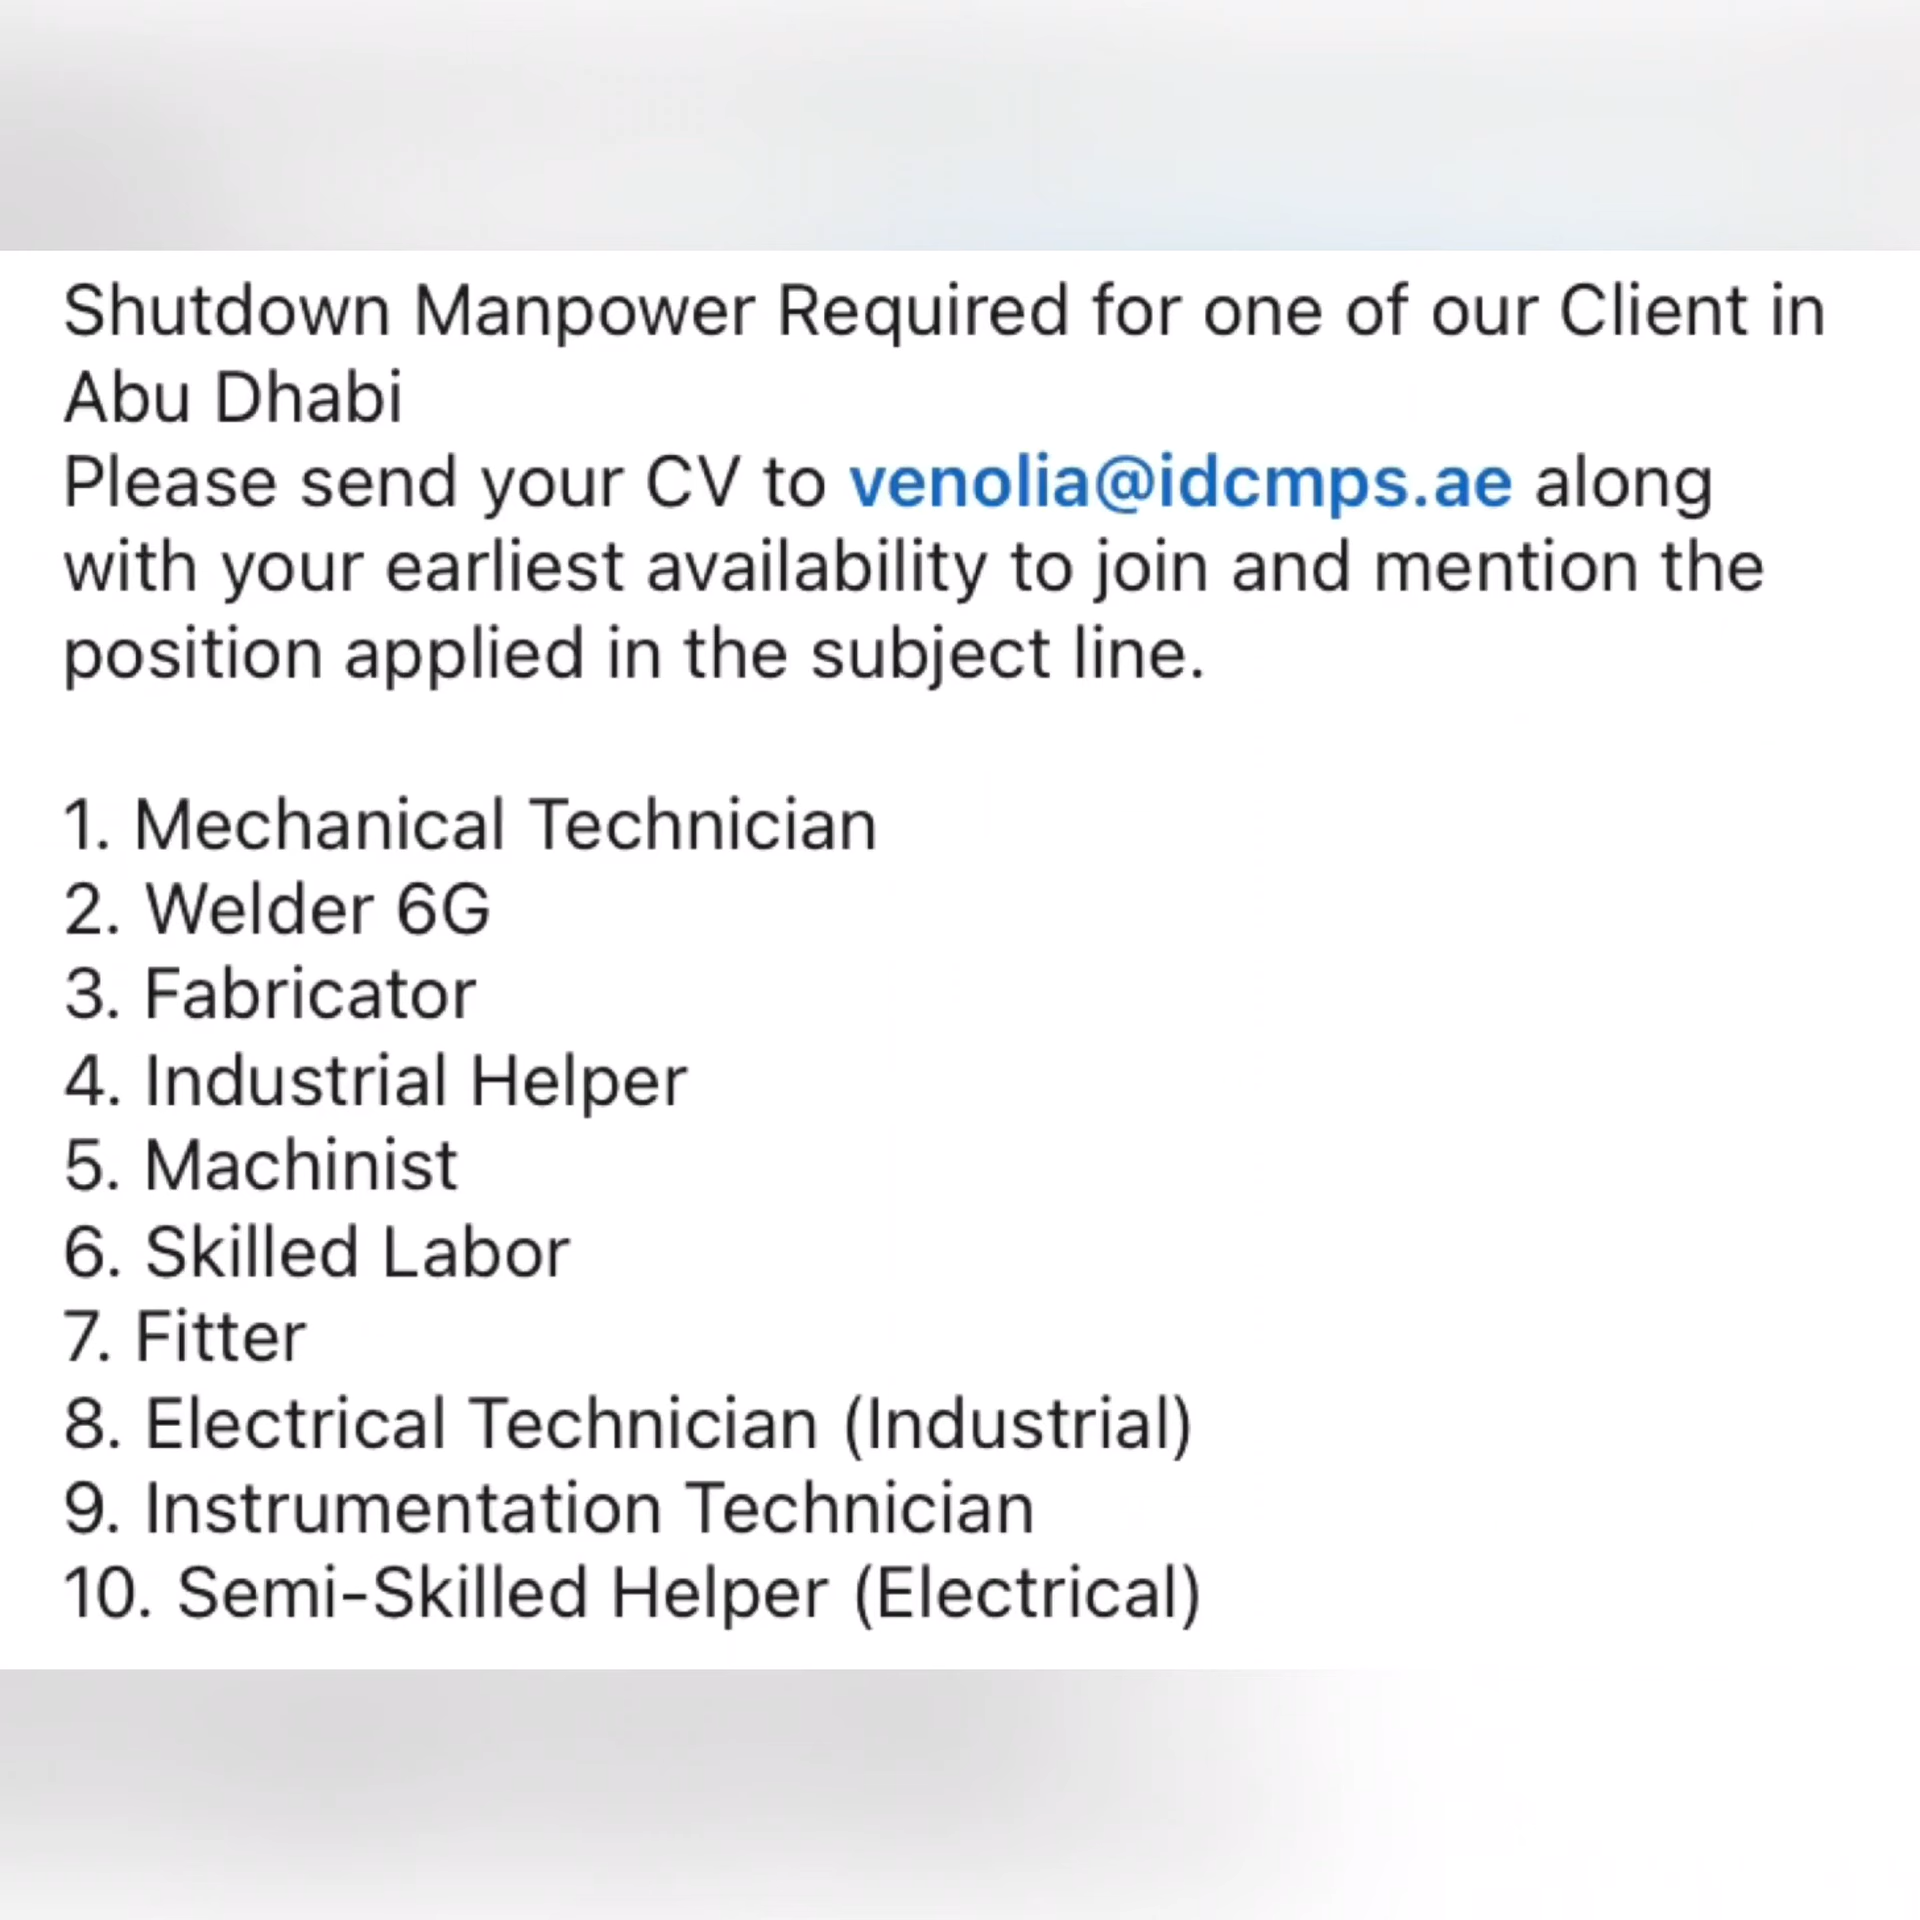 Shutdown Manpower Required for one of our Client in
Abu Dhabi
Please send your CV to venolia@idcmps.ae along
with your earliest availability to join and mention the
position applied in the subject line.
1. Mechanical Technician
2. Welder 6G
3. Fabricator
4. Industrial Helper
5. Machinist
6. Skilled Labor
7. Fitter
8. Electrical Technician (Industrial)
9. Instrumentation Technician
10. Semi-Skilled Helper (Electrical)